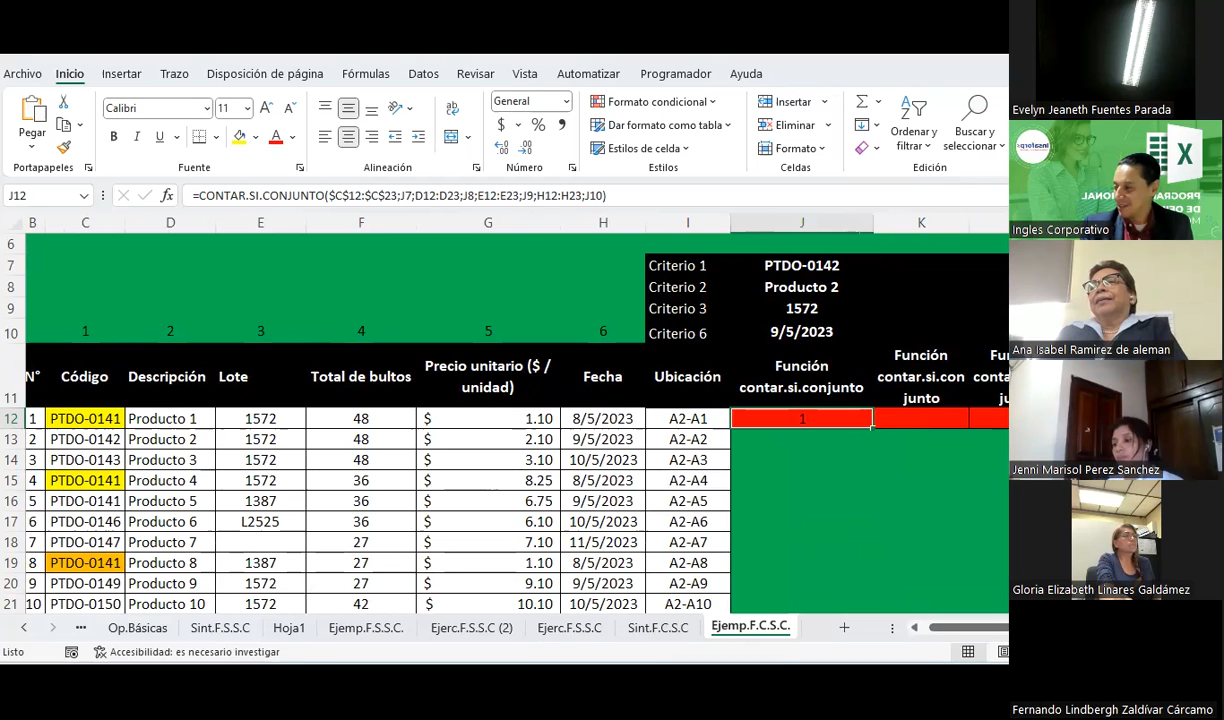 Archivo Inicio Insertar Trazo Disposición de página Fórmulas Datos Revisar Vista Automatizar Programador Ayuda
Pegar
Calibri 11
N K S A
General
$ % ,
Formato condicional
Dar formato como tabla
Estilos de celda
Insertar
Eliminar
Formato
Ordenar y filtrar
Buscar y seleccionar
Portapapeles Fuente Alineación Número Estilos Celdas Edición
J12 fx =CONTAR.SI.CONJUNTO($C$12:$C$23;J7;D12:D23;J8;E12:E23;J9;H12:H23;J10)
B C D E F G H I J K
6
7 Criterio 1 PTDO-0142
8 Criterio 2 Producto 2
9 Criterio 3 1572
10 1 2 3 4 5 6 Criterio 6 9/5/2023
11 N° Código Descripción Lote Total de bultos Precio unitario ($ / unidad) Fecha Ubicación Función contar.si.conjunto Función contar.si.con junto
12 1 PTDO-0141 Producto 1 1572 48 $ 1.10 8/5/2023 A2-A1 1
13 2 PTDO-0142 Producto 2 1572 48 $ 2.10 9/5/2023 A2-A2
14 3 PTDO-0143 Producto 3 1572 48 $ 3.10 10/5/2023 A2-A3
15 4 PTDO-0141 Producto 4 1572 36 $ 8.25 8/5/2023 A2-A4
16 5 PTDO-0141 Producto 5 1387 36 $ 6.75 9/5/2023 A2-A5
17 6 PTDO-0146 Producto 6 L2525 36 $ 6.10 10/5/2023 A2-A6
18 7 PTDO-0147 Producto 7 27 $ 7.10 11/5/2023 A2-A7
19 8 PTDO-0141 Producto 8 1387 27 $ 1.10 8/5/2023 A2-A8
20 9 PTDO-0149 Producto 9 1572 27 $ 9.10 9/5/2023 A2-A9
21 10 PTDO-0150 Producto 10 1572 42 $ 10.10 10/5/2023 A2-A10
Op.Básicas Sint.F.S.S.C Hoja1 Ejemp.F.S.S.C. Ejerc.F.S.S.C (2) Ejerc.F.S.S.C Sint.F.C.S.C Ejemp.F.C.S.C.
Listo Accesibilidad: es necesario investigar
Evelyn Jeaneth Fuentes Parada
insaforp
Ingles Corporativo
Ana Isabel Ramirez de aleman
Jenni Marisol Perez Sanchez
Gloria Elizabeth Linares Galdámez
Fernando Lindbergh Zaldívar Cárcamo